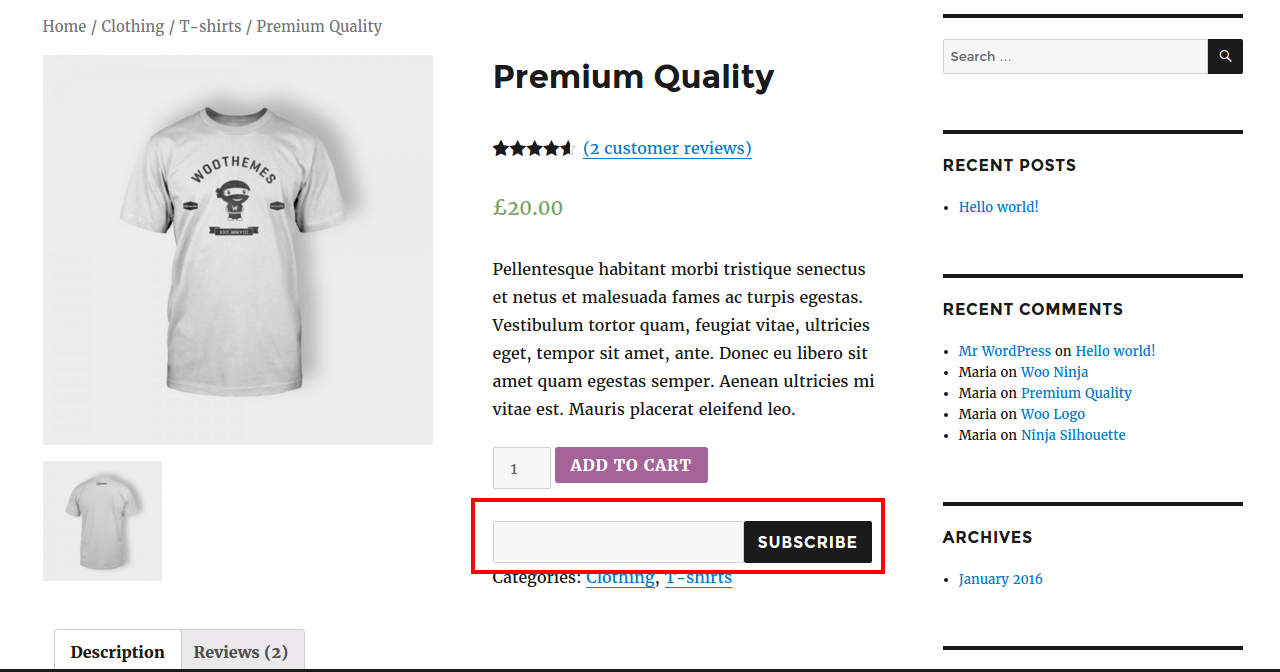 Home / Clothing / T-shirts / Premium Quality
WOOTHEMES
W
EST. MMVIII
Premium Quality
(2 customer reviews)
£20.00
Pellentesque habitant morbi tristique senectus
et netus et malesuada fames ac turpis egestas.
Vestibulum tortor quam, feugiat vitae, ultricies
eget, tempor sit amet, ante. Donec eu libero sit
amet quam egestas semper. Aenean ultricies mi
vitae est. Mauris placerat eleifend leo.
1
ADD TO CART
SUBSCRIBE
Categories: Clothing, T-shirts
Description
Reviews (2)
Search …
RECENT POSTS
• Hello world!
RECENT COMMENTS
• Mr WordPress on Hello world!
• Maria on Woo Ninja
• Maria on Premium Quality
• Maria on Woo Logo
• Maria on Ninja Silhouette
ARCHIVES
• January 2016